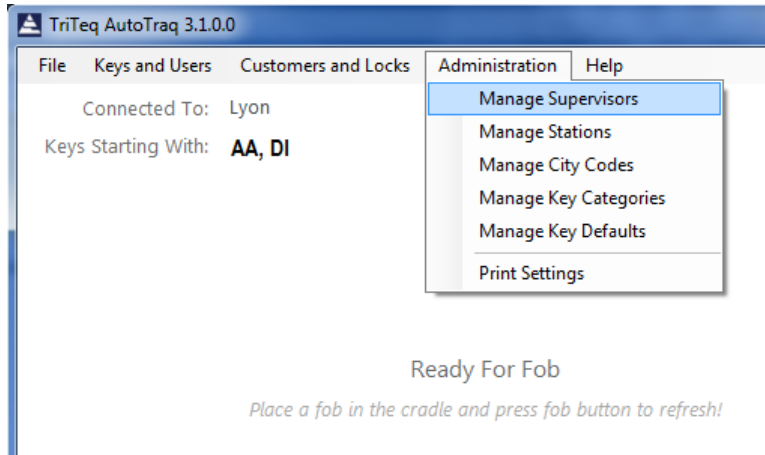 TriTeq AutoTraq 3.1.0.0
File Keys and Users Customers and Locks Administration Help
Connected To: Lyon
Keys Starting With: AA, DI
Manage Supervisors
Manage Stations
Manage City Codes
Manage Key Categories
Manage Key Defaults
Print Settings
Ready For Fob
Place a fob in the cradle and press fob button to refresh!